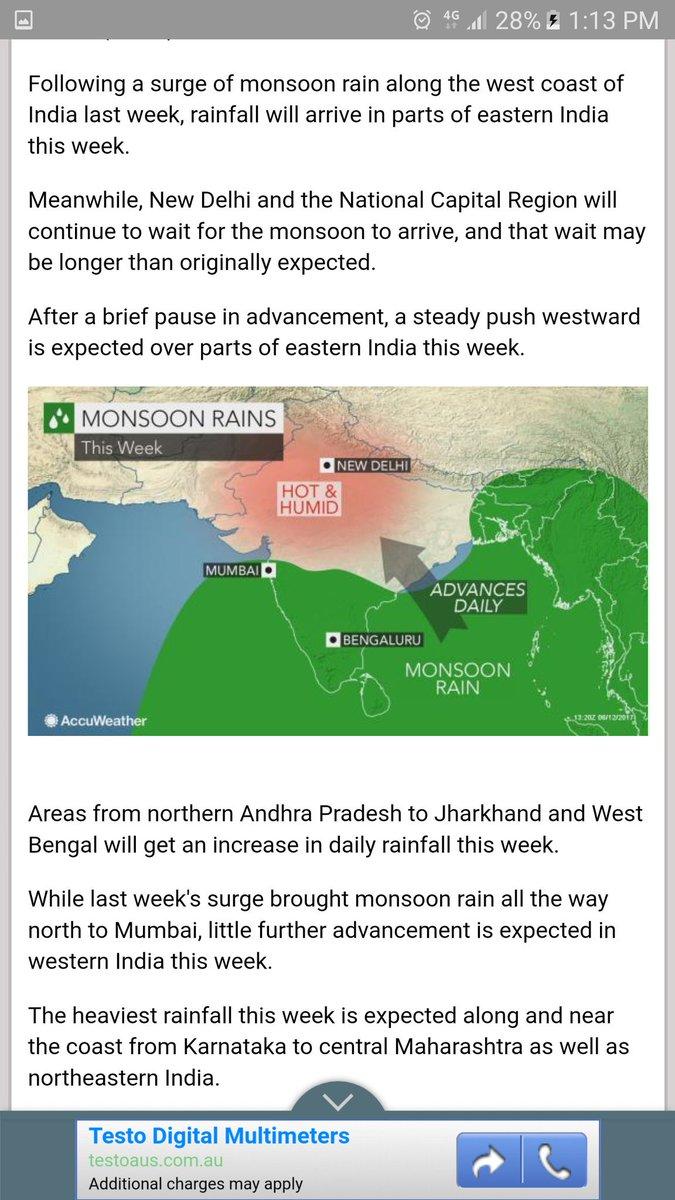 4G 28% 1:13 PM
Following a surge of monsoon rain along the west coast of
India last week, rainfall will arrive in parts of eastern India
this week.
Meanwhile, New Delhi and the National Capital Region will
continue to wait for the monsoon to arrive, and that wait may
be longer than originally expected.
After a brief pause in advancement, a steady push westward
is expected over parts of eastern India this week.
MONSOON RAINS
This Week
NEW DELHI
HOT &
HUMID
MUMBAI
ADVANCES
DAILY
BENGALURU
MONSOON
RAIN
AccuWeather
13:20Z 06/12/2017
Areas from northern Andhra Pradesh to Jharkhand and West
Bengal will get an increase in daily rainfall this week.
While last week's surge brought monsoon rain all the way
north to Mumbai, little further advancement is expected in
western India this week.
The heaviest rainfall this week is expected along and near
the coast from Karnataka to central Maharashtra as well as
northeastern India.
Testo Digital Multimeters
testoaus.com.au
Additional charges may apply